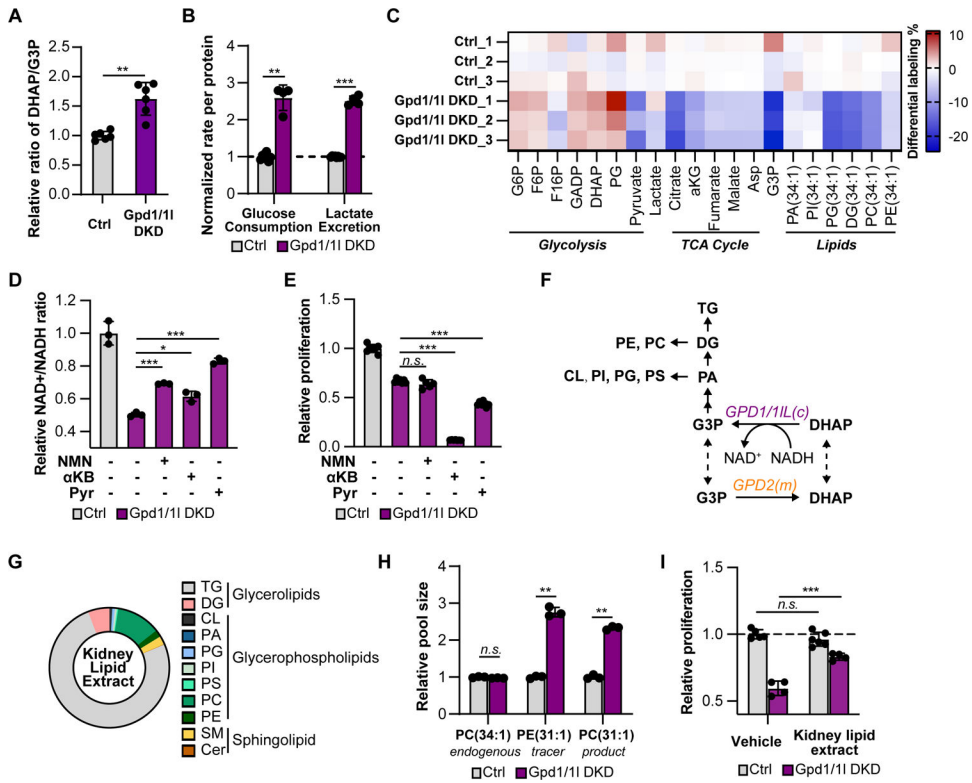 A
Relative ratio of DHAP/G3P
2.5
2.0
1.5
1.0
0.5
0.0
**
Ctrl
Gpd1/1l
DKD
B
Normalized rate per protein
4
3
2
1
0
**
***
Glucose
Consumption
Lactate
Excretion
Ctrl
Gpd1/1l DKD
C
Ctrl_1
Ctrl_2
Ctrl_3
Gpd1/1l DKD_1
Gpd1/1l DKD_2
Gpd1/1l DKD_3
G6P
F6P
F16P
GADP
DHAP
PG
Pyruvate
Lactate
Citrate
aKG
Fumarate
Malate
Asp
G3P
PA(34:1)
PI(34:1)
PG(34:1)
DG(34:1)
PC(34:1)
PE(34:1)
Glycolysis
TCA Cycle
Lipids
10
0
-10
-20
Differential labeling %
D
Relative NAD+/NADH ratio
1.2
1.0
0.8
0.6
0.4
***
*
***
NMN - - + - -
αKB - - - + -
Pyr - - - - +
Ctrl
Gpd1/1l DKD
E
Relative proliferation
1.5
1.0
0.5
0.0
***
***
n.s.
NMN - - + - -
αKB - - - + -
Pyr - - - - +
Ctrl
Gpd1/1l DKD
F
TG
PE, PC
DG
CL, PI, PG, PS
PA
GPD1/1lL(c)
G3P
DHAP
NAD+
NADH
GPD2(m)
G3P
DHAP
G
Kidney
Lipid
Extract
TG
DG
CL
PA
PG
PI
PS
PC
PE
SM
Cer
Glycerolipids
Glycerophospholipids
Sphingolipid
H
Relative pool size
4
3
2
1
0
n.s.
**
**
PC(34:1)
endogenous
PE(31:1)
tracer
PC(31:1)
product
Ctrl
Gpd1/1l DKD
I
Relative proliferation
1.5
1.0
0.5
***
n.s.
Vehicle
Kidney lipid
extract
Ctrl
Gpd1/1l DKD